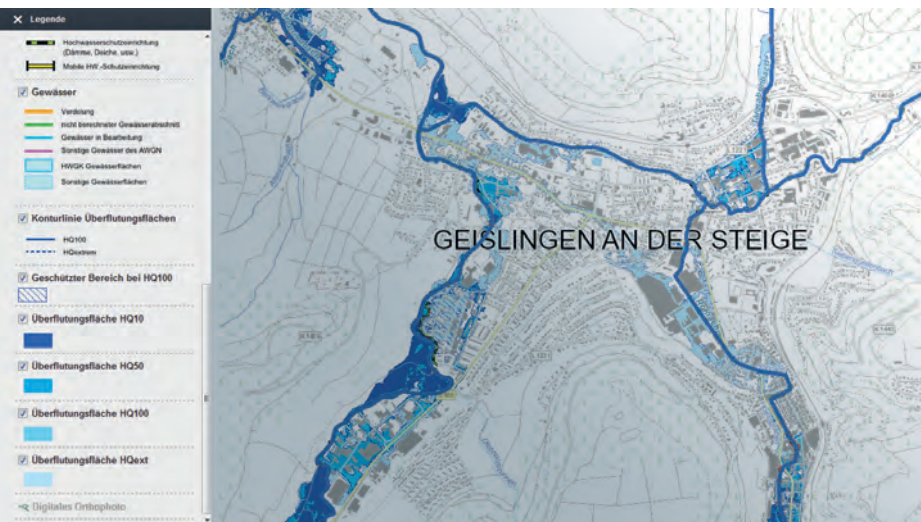 X Legende
Hochwasserschutzeinrichtung
(Dämme, Deiche, usw.)
Mobile HW.-Schutzeinrichtung
Gewässer
Verdolung
nicht berechneter Gewässerabschnitt
Gewässer in Bearbeitung
Sonstige Gewässer des AWGN
HWGK Gewässerflächen
Sonstige Gewässerflächen
Konturlinie Überflutungsflächen
HQ100
HQextrem
Geschützter Bereich bei HQ100
Überflutungsfläche HQ10
Überflutungsfläche HQ50
Überflutungsfläche HQ100
Überflutungsfläche HQext
Digitales Orthophoto
GEISLINGEN AN DER STEIGE